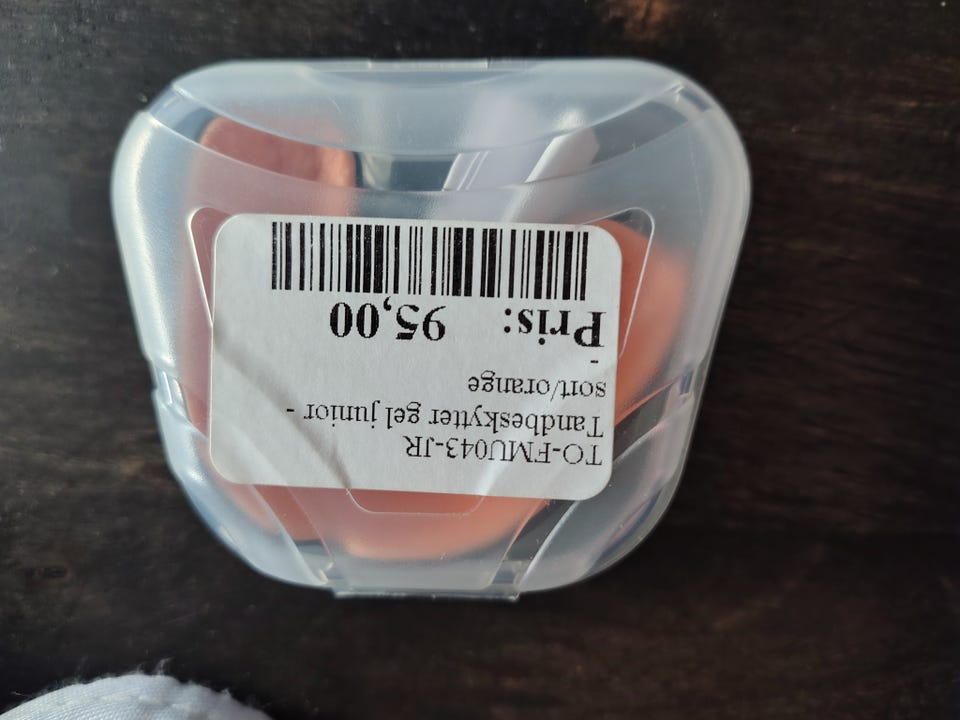 TO-FMU043-JR
Tandbeskytter gel junior -
sort/orange
-
Pris: 95,00